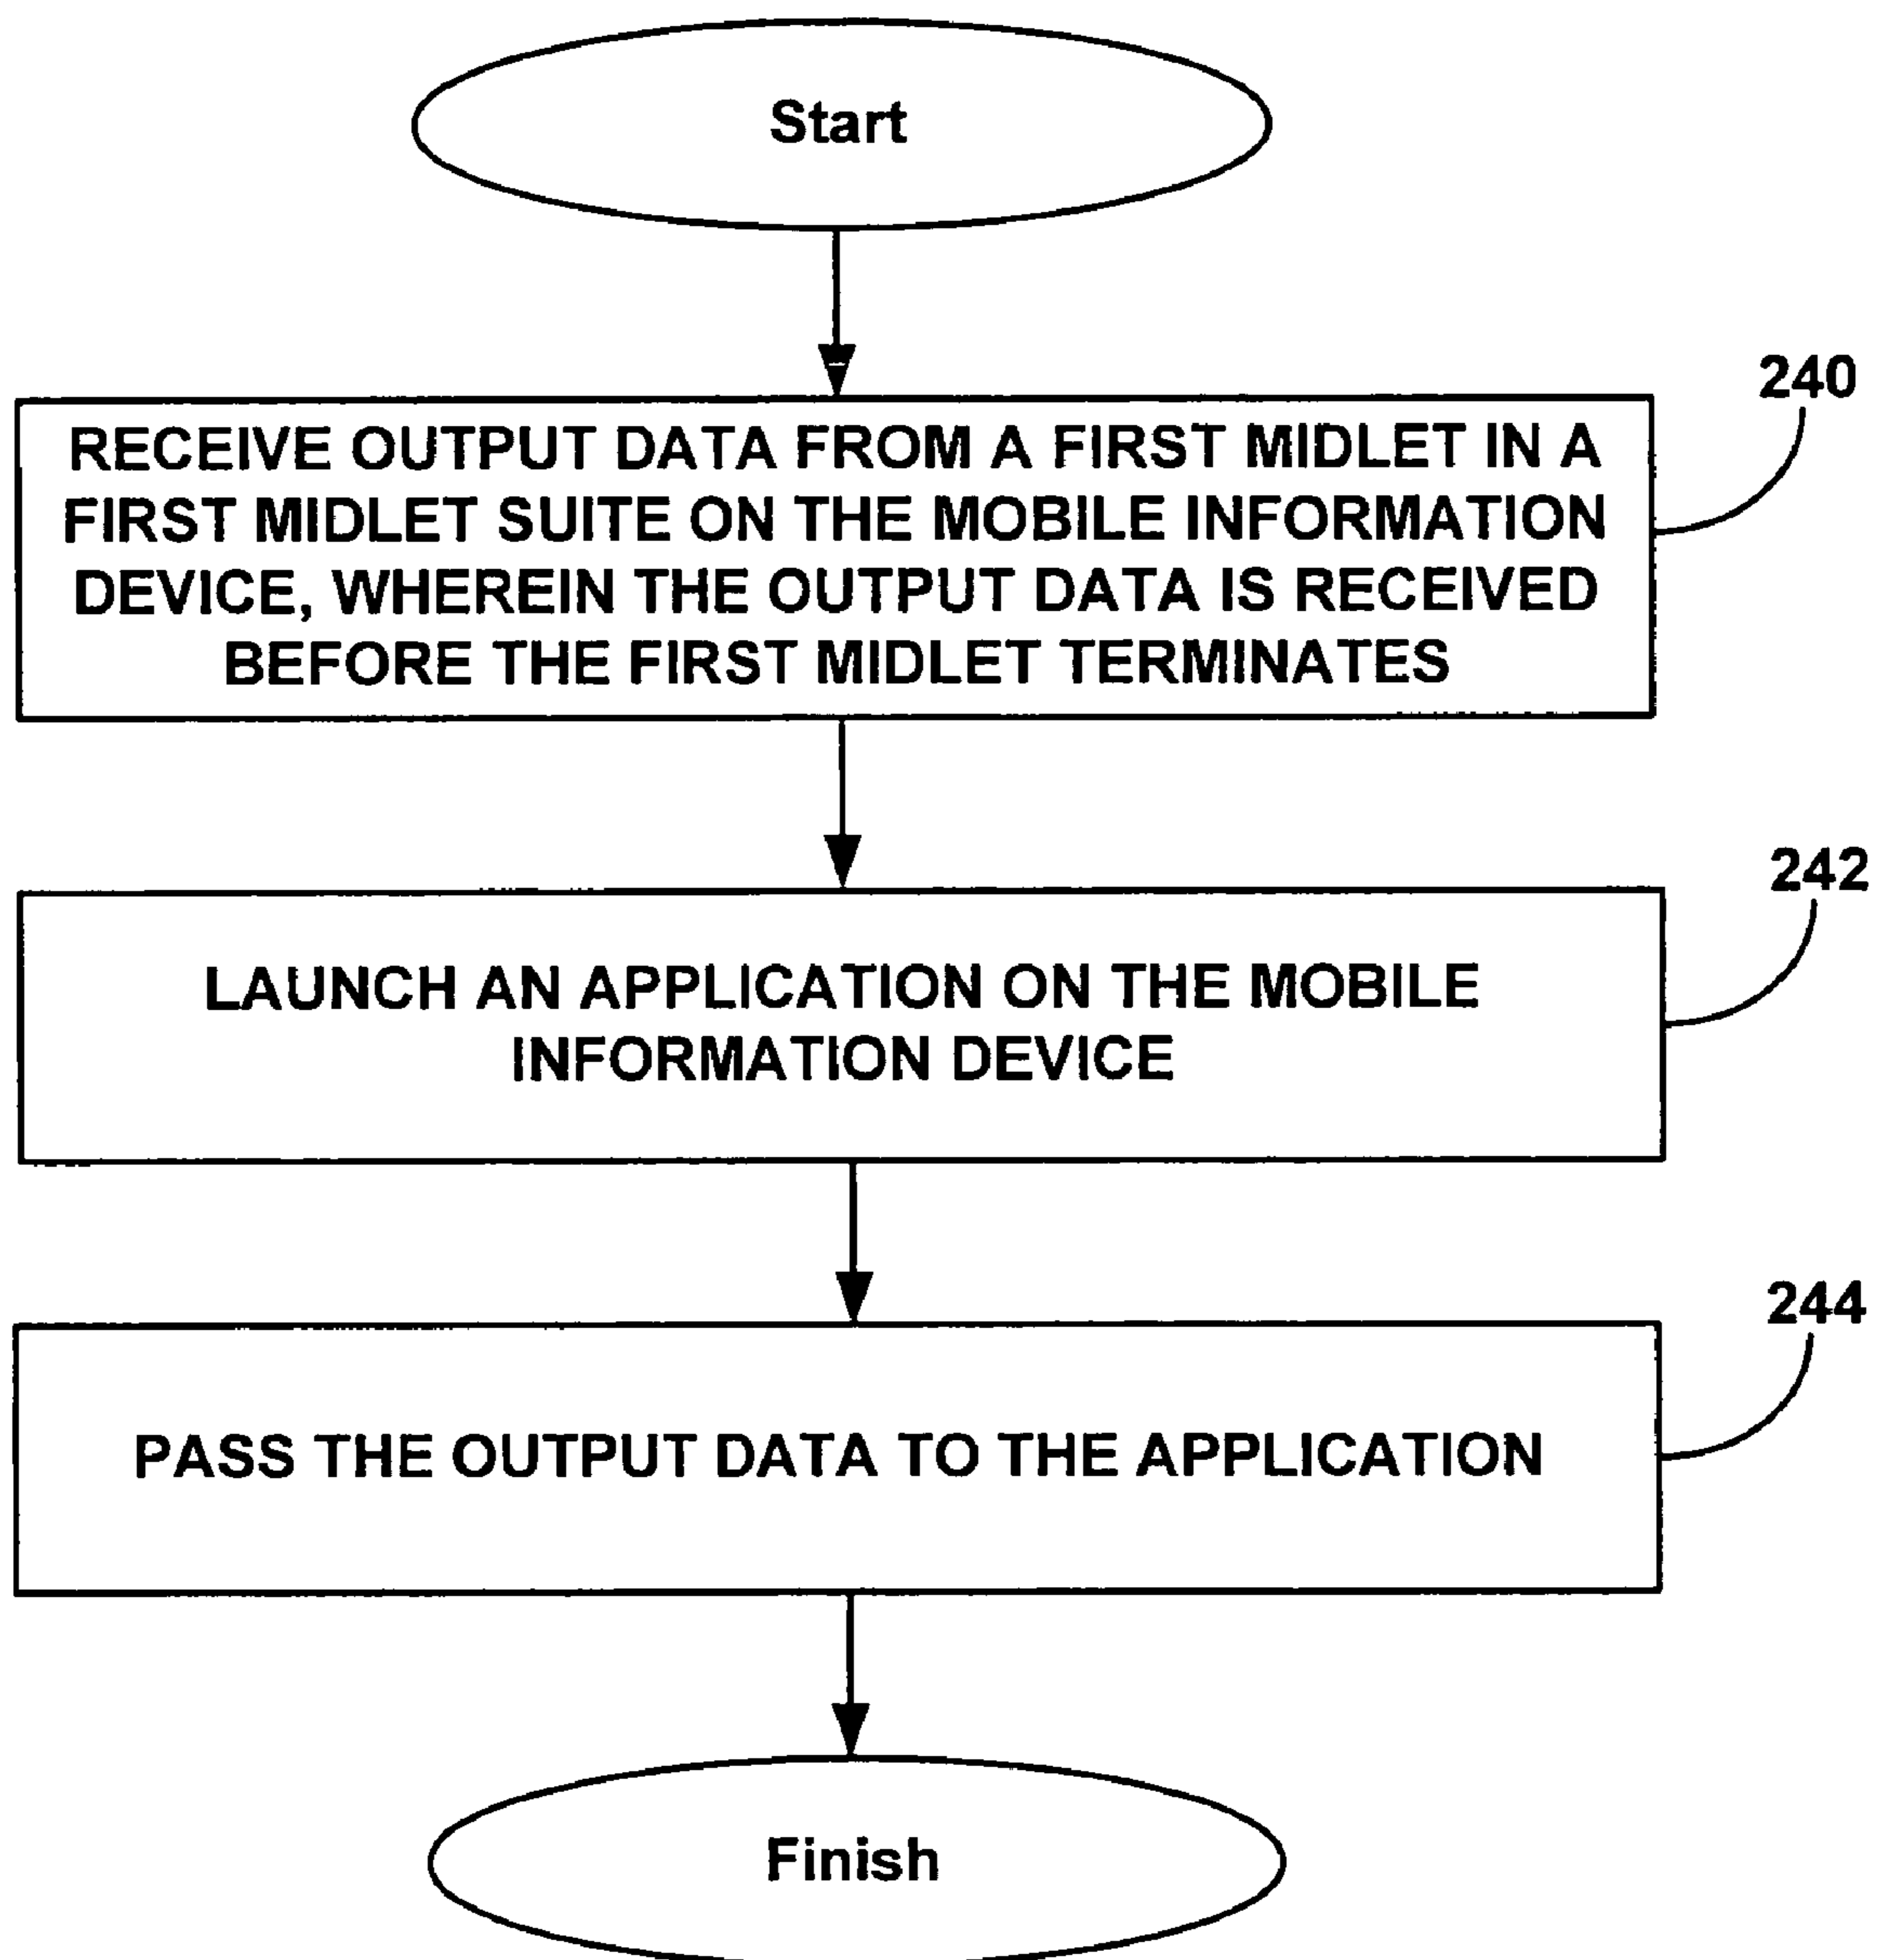 Start
240
RECEIVE OUTPUT DATA FROM A FIRST MIDLET IN A
FIRST MIDLET SUITE ON THE MOBILE INFORMATION
DEVICE, WHEREIN THE OUTPUT DATA IS RECEIVED
BEFORE THE FIRST MIDLET TERMINATES
242
LAUNCH AN APPLICATION ON THE MOBILE
INFORMATION DEVICE
244
PASS THE OUTPUT DATA TO THE APPLICATION
Finish